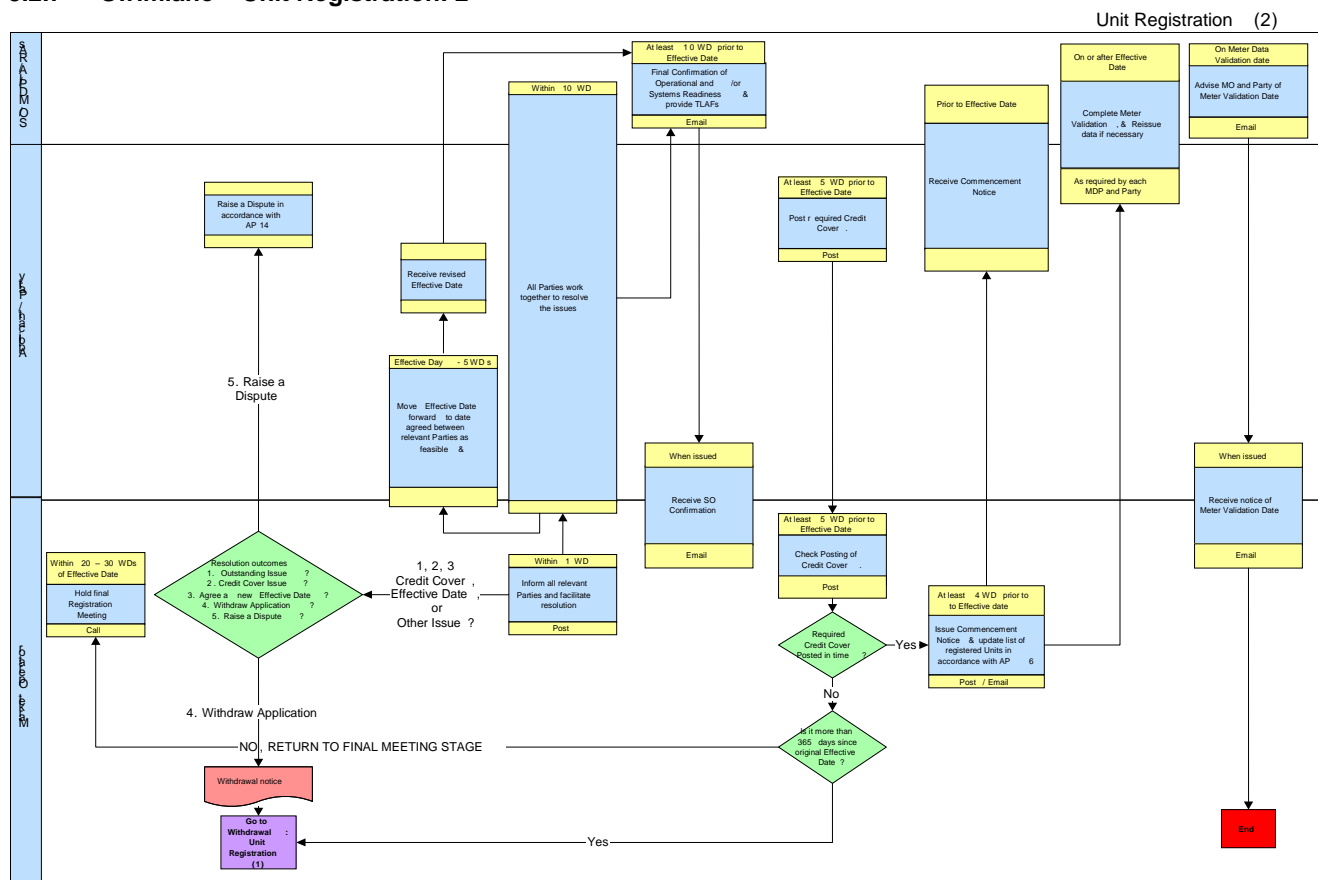 Unit Registration (2)
At least 10 WD prior to
Effective Date
Final Confirmation of
Operational and /or
Systems Readiness &
provide TLAFs
Email
On or after Effective
Date
Complete Meter
Validation , & Reissue
data if necessary
As required by each
MDP and Party
On Meter Data
Validation date
Advise MO and Party of
Meter Validation Date
Email
Within 10 WD
All Parties work
together to resolve
the issues
Prior to Effective Date
Receive Commencement
Notice
Raise a Dispute in
accordance with
AP 14
At least 5 WD prior to
Effective Date
Post r equired Credit
Cover .
Post
Receive revised
Effective Date
5. Raise a
Dispute
Effective Day - 5 WD s
Move Effective Date
forward to date
agreed between
relevant Parties as
feasible &
When issued
Receive SO
Confirmation
Email
When issued
Receive notice of
Meter Validation Date
Email
Within 20 – 30 WDs
of Effective Date
Hold final
Registration
Meeting
Call
Resolution outcomes
1. Outstanding Issue ?
2 . Credit Cover Issue ?
3. Agree a new Effective Date ?
4. Withdraw Application ?
5. Raise a Dispute ?
1, 2, 3
Credit Cover ,
Effective Date ,
or
Other Issue ?
Within 1 WD
Inform all relevant
Parties and facilitate
resolution
Post
At least 5 WD prior to
Effective Date
Check Posting of
Credit Cover .
Post
Required
Credit Cover
Posted in time ?
Yes
At least 4 WD prior to
to Effective date
Issue Commencement
Notice & update list of
registered Units in
accordance with AP 6
Post / Email
No
4. Withdraw Application
NO, RETURN TO FINAL MEETING STAGE
Is it more than
365 days since
original Effective
Date ?
Withdrawal notice
Go to
Withdrawal :
Unit
Registration
(1)
Yes
End